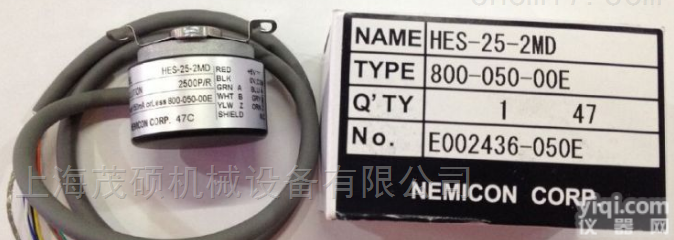 HES-25-2MD
2500P/R
800-050-00E
NEMICON CORP. 47C
RED
BLK
GRN A
WHT B
YLW Z
SHIELD
NAME HES-25-2MD
TYPE 800-050-00E
Q'TY 1 47
No. E002436-050E
NEMICON CORP.
上海茂硕机械设备有限公司
yiqi.com
仪器网